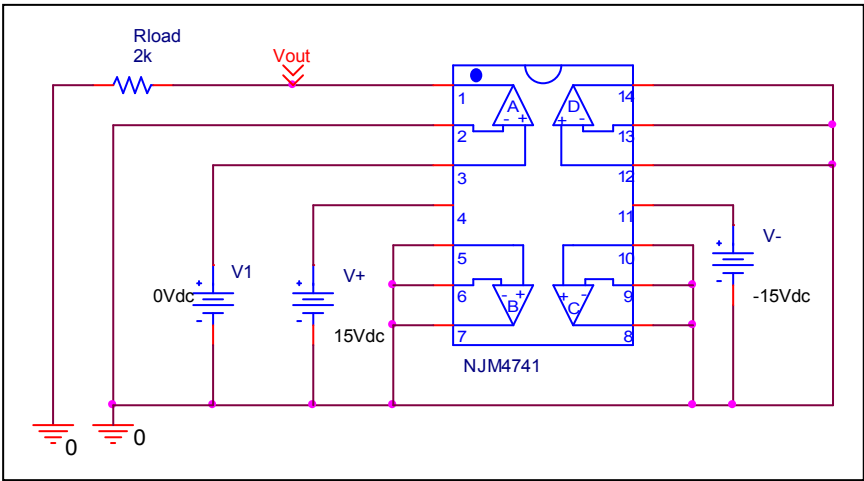 Rload
2k
Vout
1
2
3
4
5
6
7
A
- +
D
+ -
14
13
12
11
10
9
8
- +
B
+ -
C
+
V1
0Vdc
-
+
V+
15Vdc
-
+
V-
-15Vdc
-
NJM4741
0
0